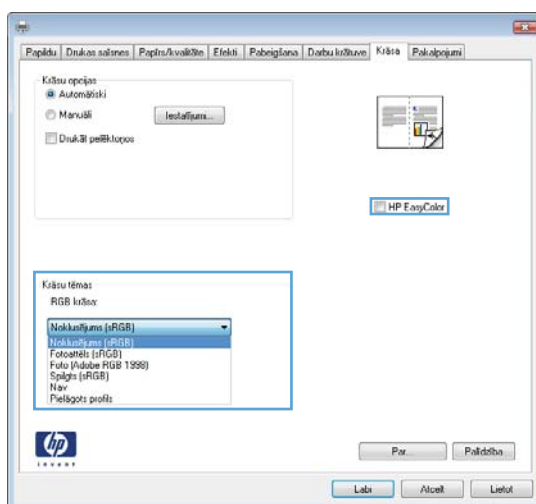 Papildu Drukas saīsnes Papīrs/kvalitāte Efekti Pabeigšana Darbu krātuve Krāsa Pakalpojumi
Krāsu opcijas
Automātiski
Manuāli Iestatījumi...
Drukāt pelēktoņos
HP EasyColor
Krāsu tēmas
RGB krāsa:
Noklusējums (sRGB)
Noklusējums (sRGB)
Fotoattēls (sRGB)
Foto (Adobe RGB 1998)
Spilgts (sRGB)
Nav
Pielāgots profils
hp
invent
Par... Palīdzība
Labi Atcelt Lietot